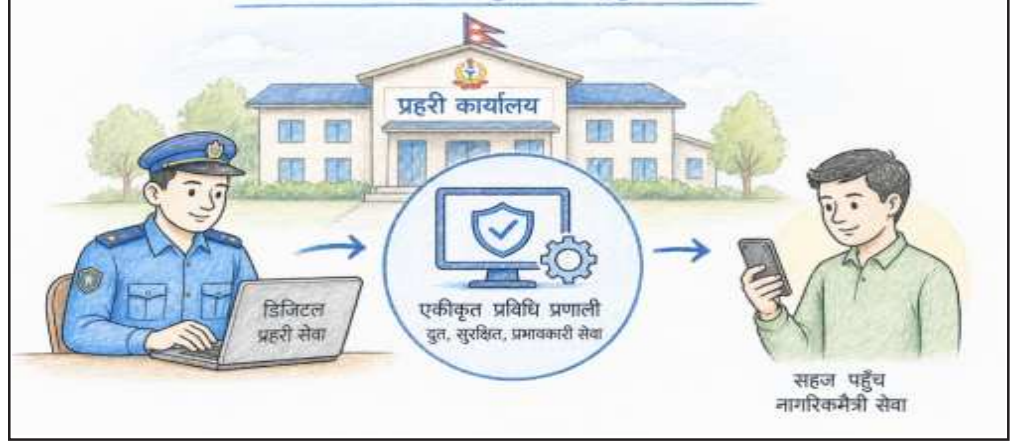 प्रहरी कार्यालय
डिजिटल
प्रहरी सेवा
एकीकृत प्रविधि प्रणाली
दुत, सुरक्षित, प्रभावकारी सेवा
सहज पहुँच
नागरिकमैत्री सेवा